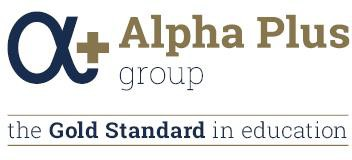 α+ Alpha Plus
group
the Gold Standard in education